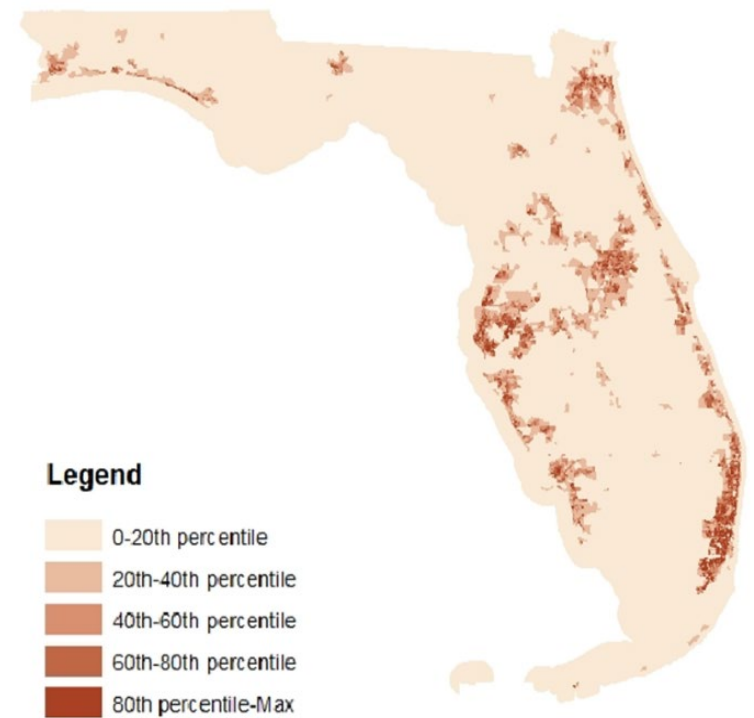 Legend
0-20th percentile
20th-40th percentile
40th-60th percentile
60th-80th percentile
80th percentile-Max